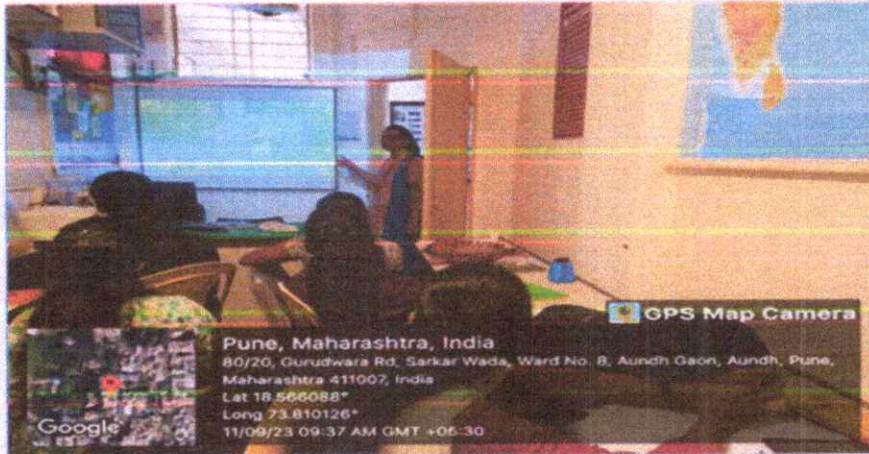 GPS Map Camera
Pune, Maharashtra, India
80/20, Gurudwara Rd, Sarkar Wada, Ward No. 8, Aundh Gaon, Aundh, Pune,
Maharashtra 411007, India
Lat 18.566088°
Long 73.810126°
11/09/23 09:37 AM GMT +05:30
Google